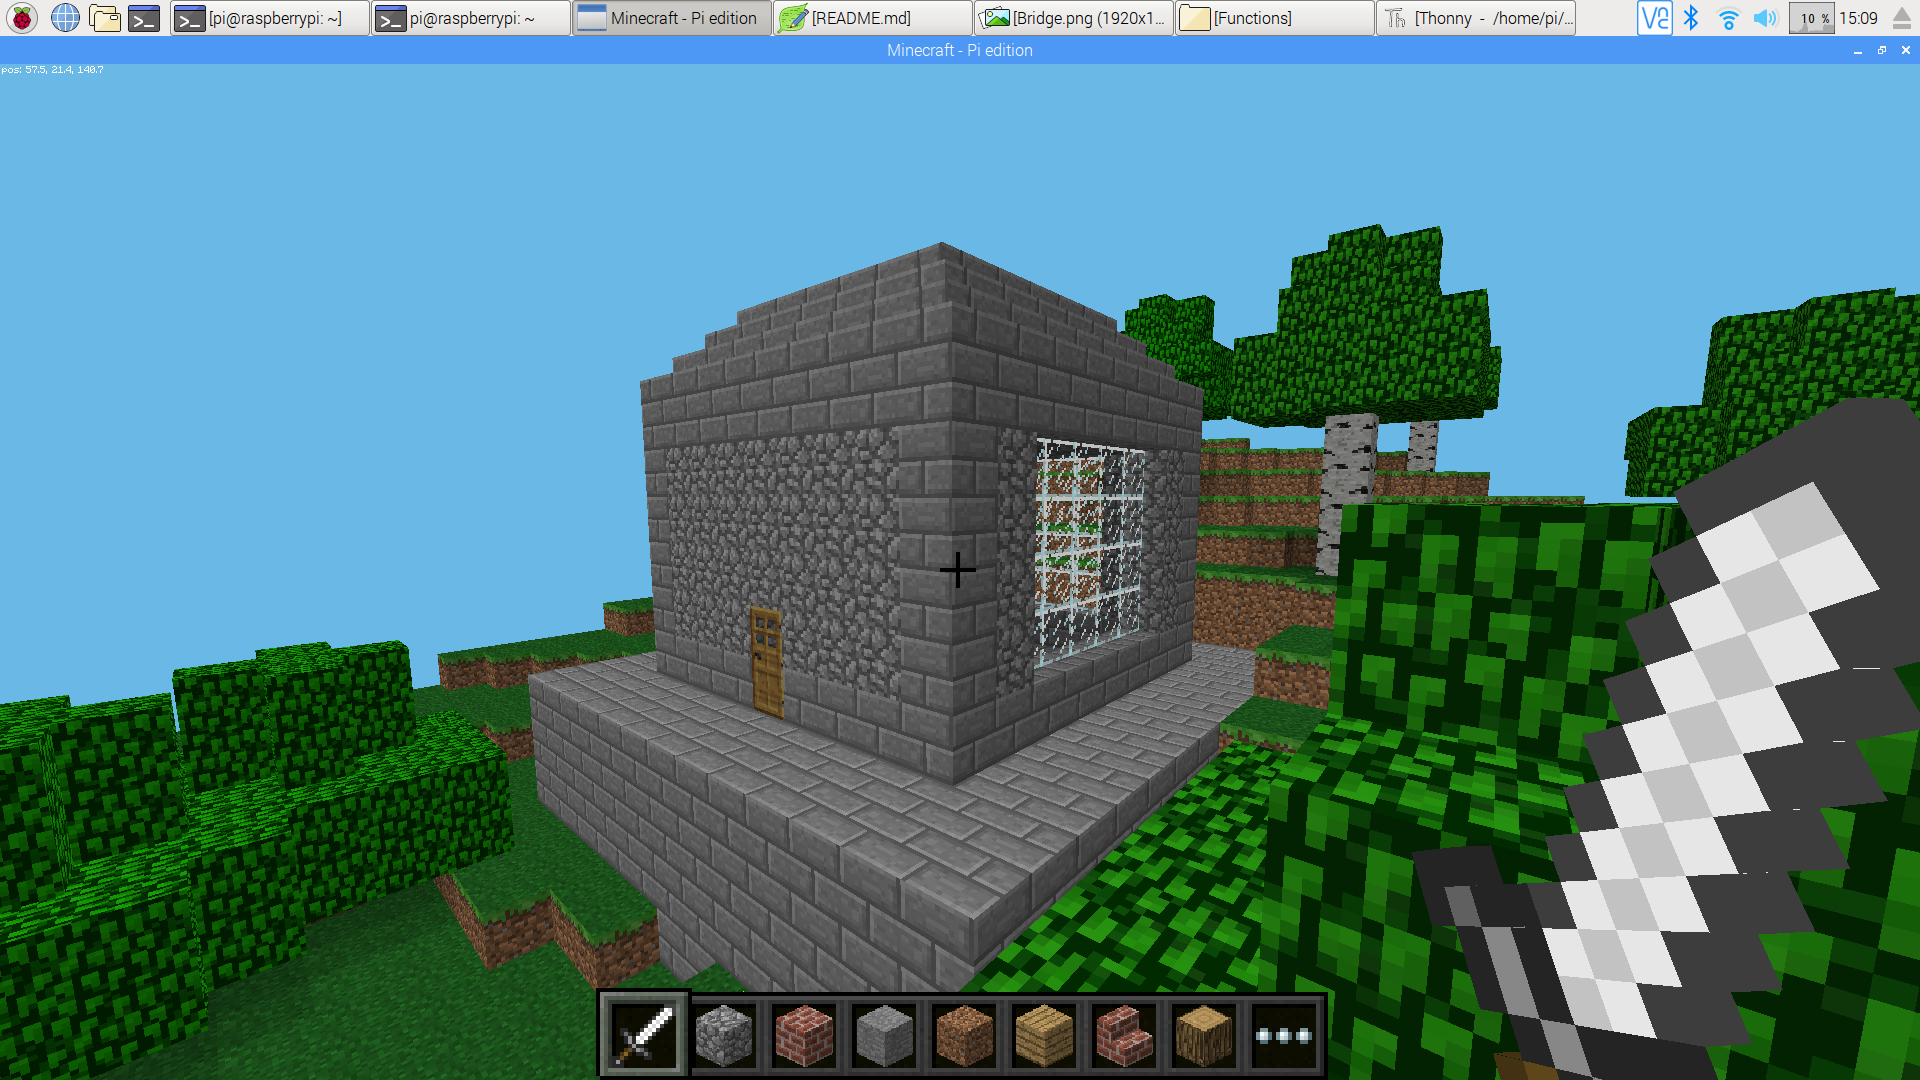 [pi@raspberrypi: ~]
pi@raspberrypi: ~
Minecraft - Pi edition
[README.md]
[Bridge.png (1920x1...
[Functions]
[Thonny - /home/pi/...
10 %
15:09
Minecraft - Pi edition
pos: 57.5, 21.4, 140.7